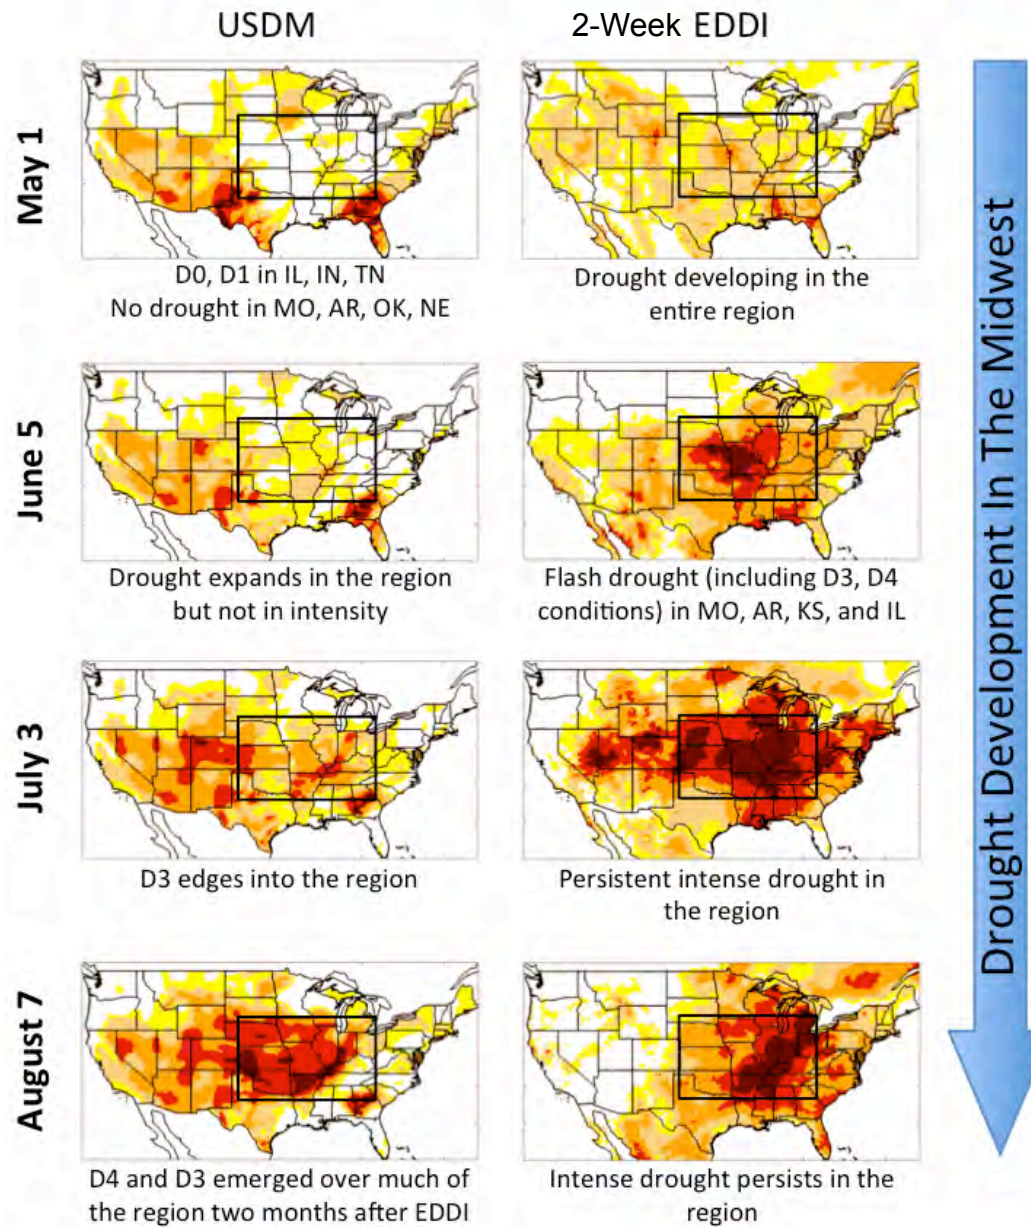 USDM
2-Week EDDI
May 1
D0, D1 in IL, IN, TN
No drought in MO, AR, OK, NE
Drought developing in the
entire region
June 5
Drought expands in the region
but not in intensity
Flash drought (including D3, D4
conditions) in MO, AR, KS, and IL
July 3
D3 edges into the region
Persistent intense drought in
the region
August 7
D4 and D3 emerged over much of
the region two months after EDDI
Intense drought persists in the
region
Drought Development In The Midwest